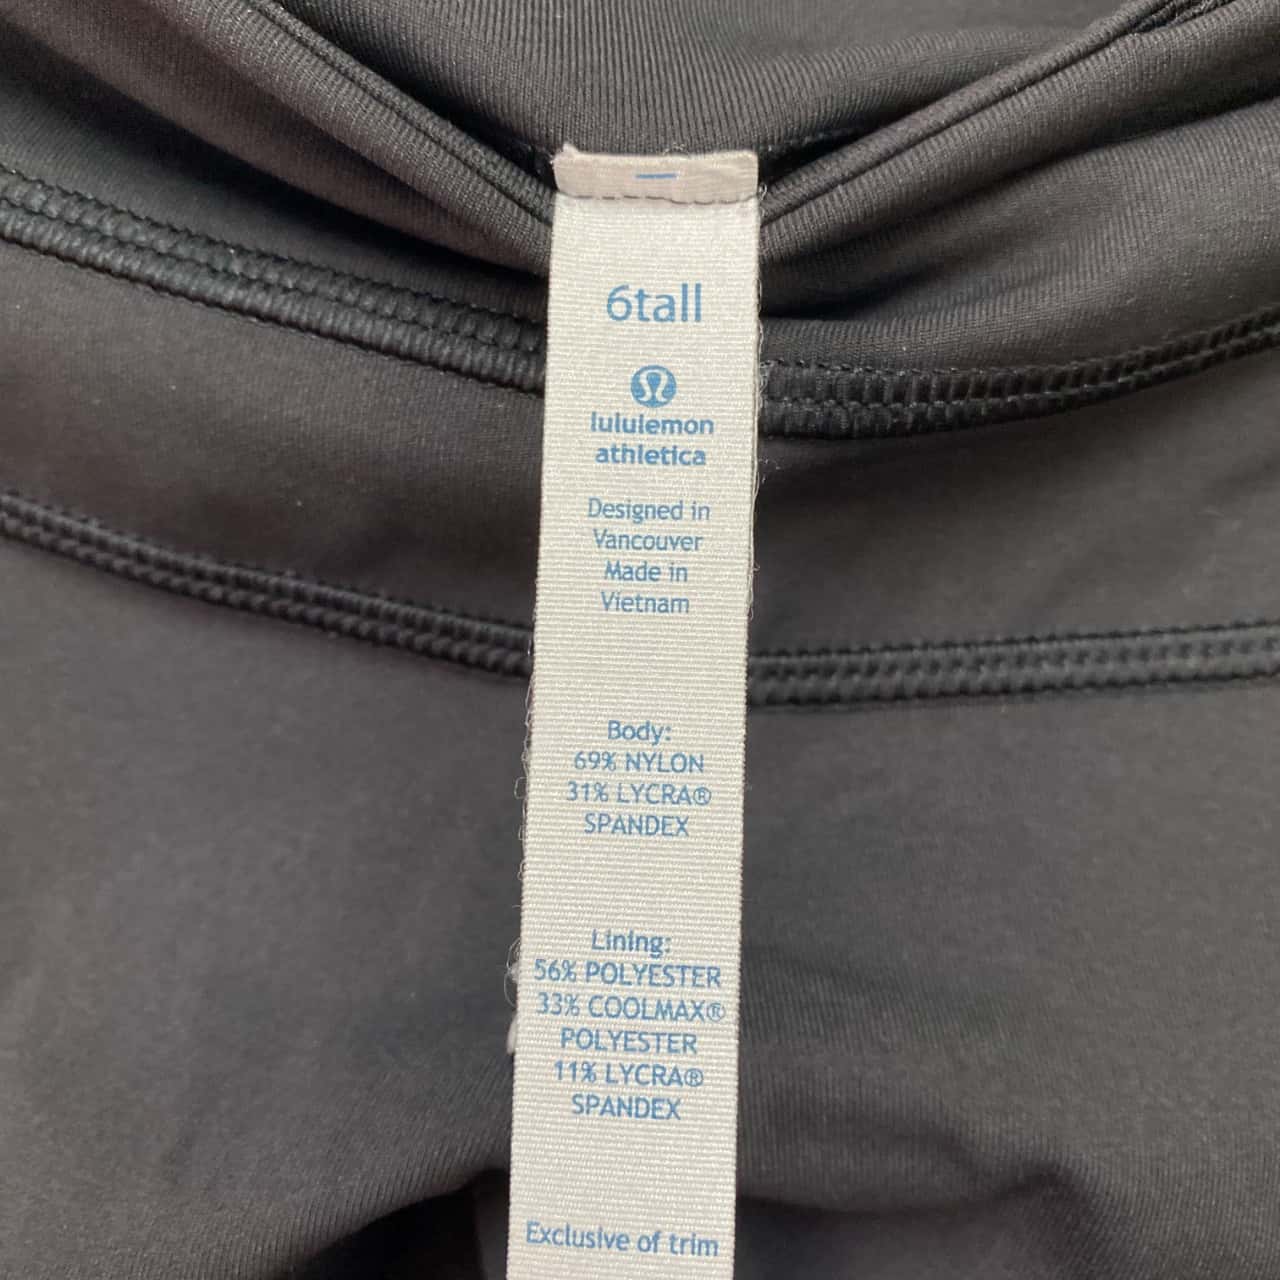 6tall
lululemon
athletica
Designed in
Vancouver
Made in
Vietnam
Body:
69% NYLON
31% LYCRA®
SPANDEX
Lining:
56% POLYESTER
33% COOLMAX®
POLYESTER
11% LYCRA®
SPANDEX
Exclusive of trim